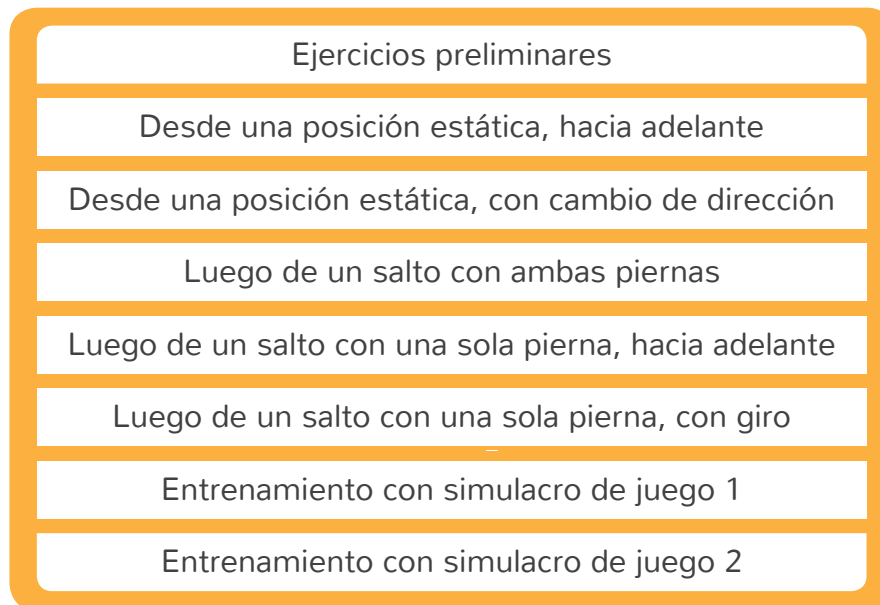 Ejercicios preliminares
Desde una posición estática, hacia adelante
Desde una posición estática, con cambio de dirección
Luego de un salto con ambas piernas
Luego de un salto con una sola pierna, hacia adelante
Luego de un salto con una sola pierna, con giro
Entrenamiento con simulacro de juego 1
Entrenamiento con simulacro de juego 2